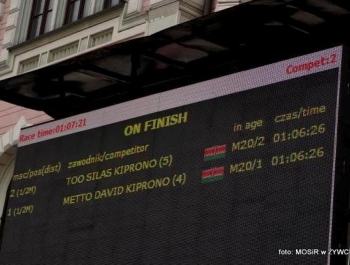 Race time:01:07:21 Compet:2
ON FINISH
msc/pos(dist) zawodnik/competitor in age czas/time
2 (1/2M) TOO SILAS KIPRONO (5) M20/2 01:06:26
1 (1/2M) METTO DAVID KIPRONO (4) M20/1 01:06:26
foto: MOSiR w ŻYWC